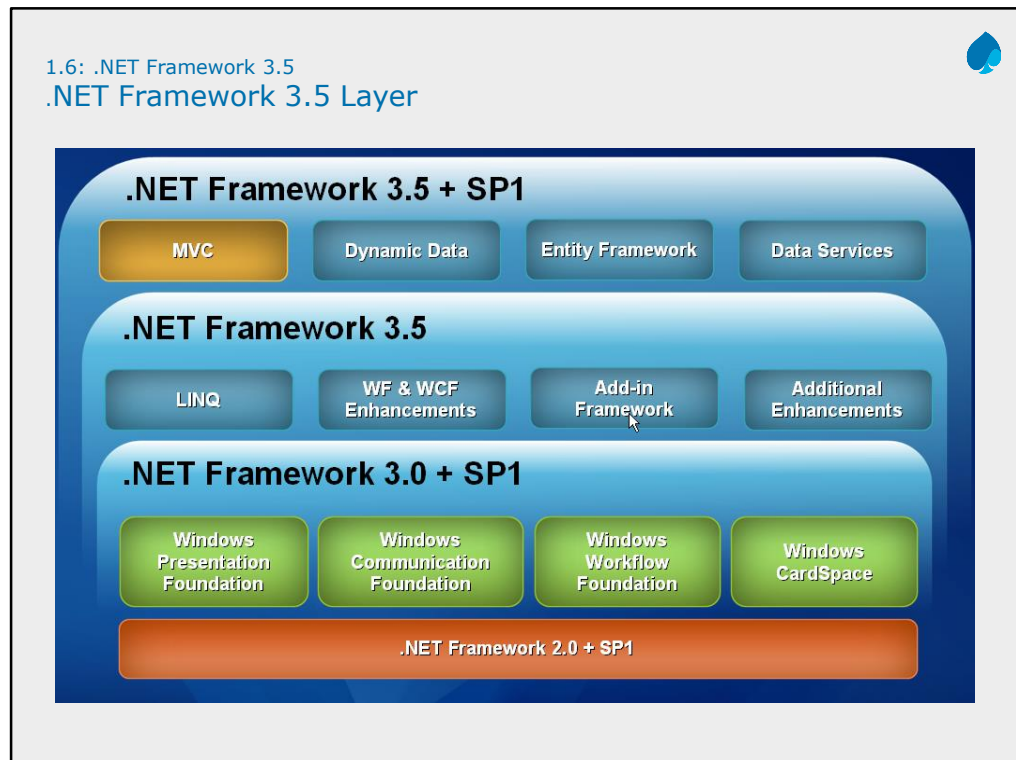 1.6: .NET Framework 3.5
.NET Framework 3.5 Layer
.NET Framework 3.5 + SP1
MVC
Dynamic Data
Entity Framework
Data Services
.NET Framework 3.5
LINQ
WF & WCF
Enhancements
Add-in
Framework
Additional
Enhancements
.NET Framework 3.0 + SP1
Windows
Presentation
Foundation
Windows
Communication
Foundation
Windows
Workflow
Foundation
Windows
CardSpace
.NET Framework 2.0 + SP1